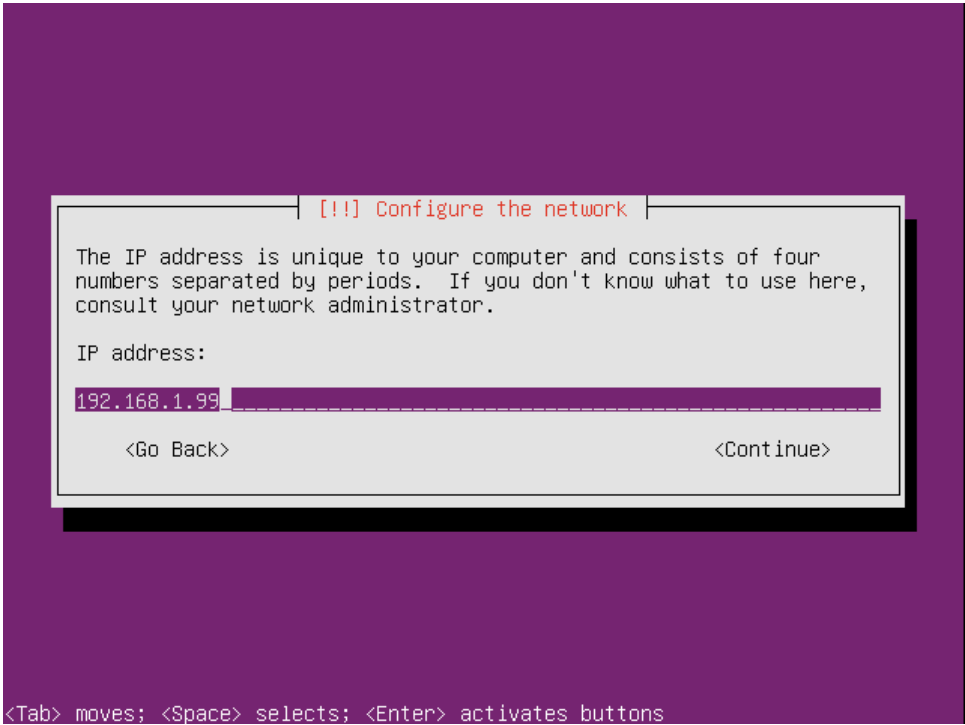 [!!] Configure the network
The IP address is unique to your computer and consists of four
numbers separated by periods.  If you don't know what to use here,
consult your network administrator.
IP address:
192.168.1.99
<Go Back> <Continue>
<Tab> moves; <Space> selects; <Enter> activates buttons